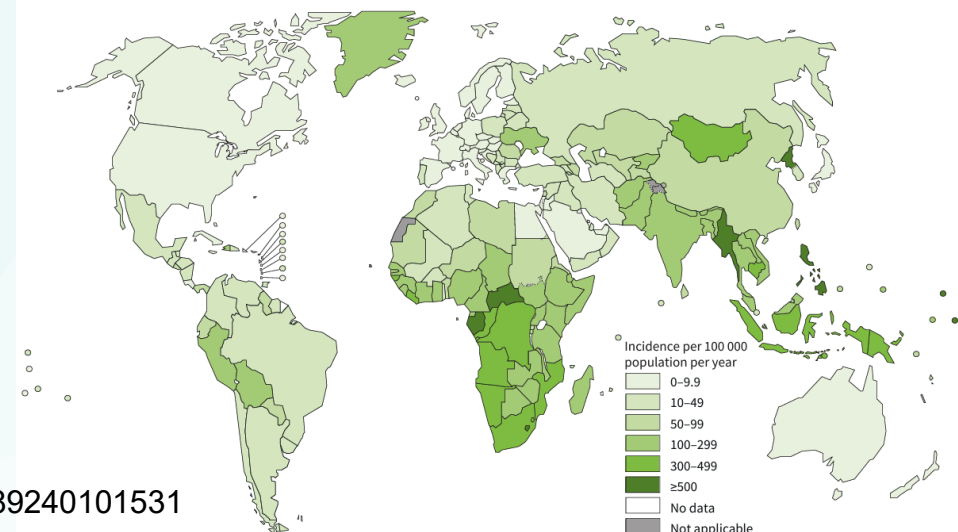 Incidence per 100 000
population per year
0–9.9
10–49
50–99
100–299
300–499
≥500
No data
Not applicable
39240101531